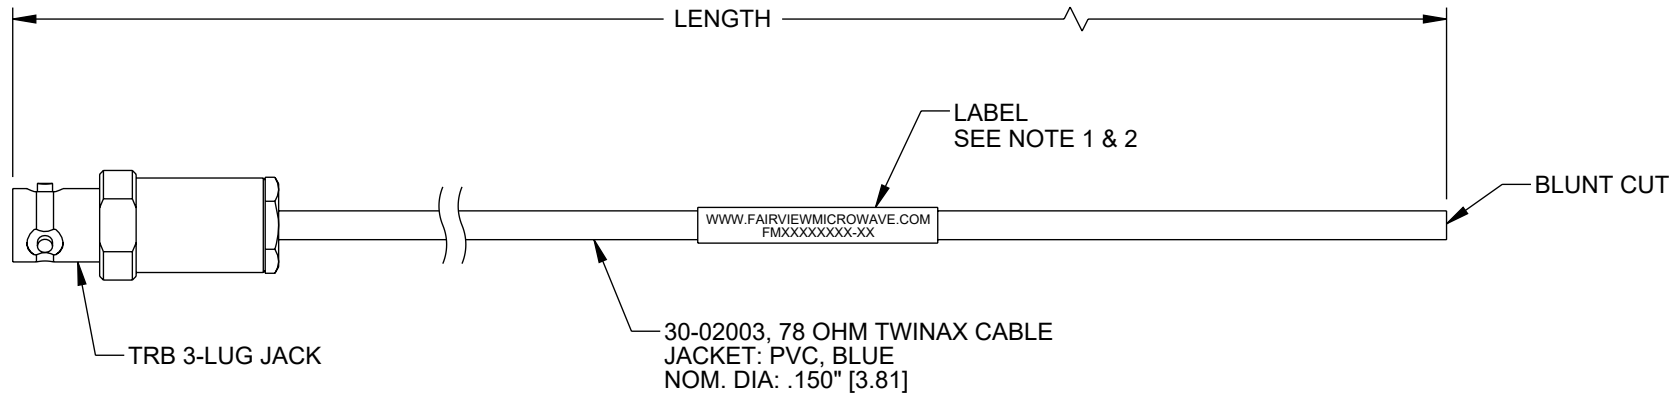 LENGTH
LABEL
SEE NOTE 1 & 2
BLUNT CUT
WWW.FAIRVIEWMICROWAVE.COM
FMXXXXXXXX-XX
TRB 3-LUG JACK
30-02003, 78 OHM TWINAX CABLE
JACKET: PVC, BLUE
NOM. DIA: .150" [3.81]